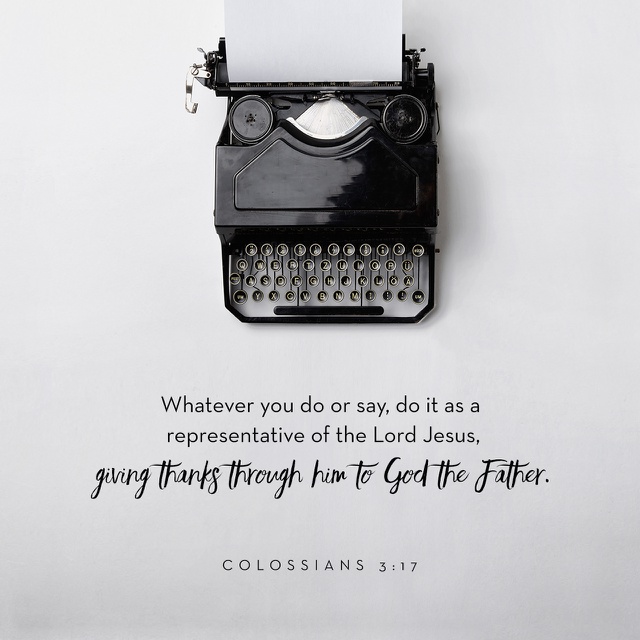 Whatever you do or say, do it as a
representative of the Lord Jesus,
giving thanks through him to God the Father.
COLOSSIANS 3:17